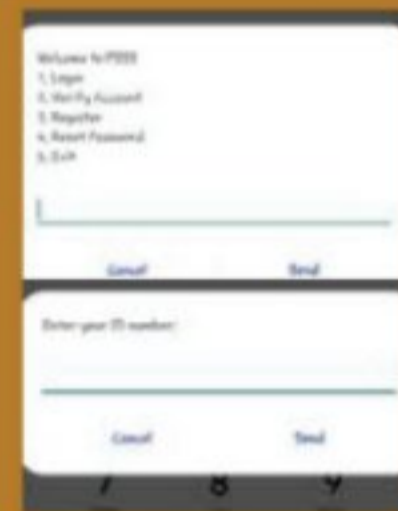 Welcome to
1. Login
2. Verify Account
3. Register
4. Reset Password
5. Exit
Cancel Send
Enter your ID number:
Cancel Send
7 8 9